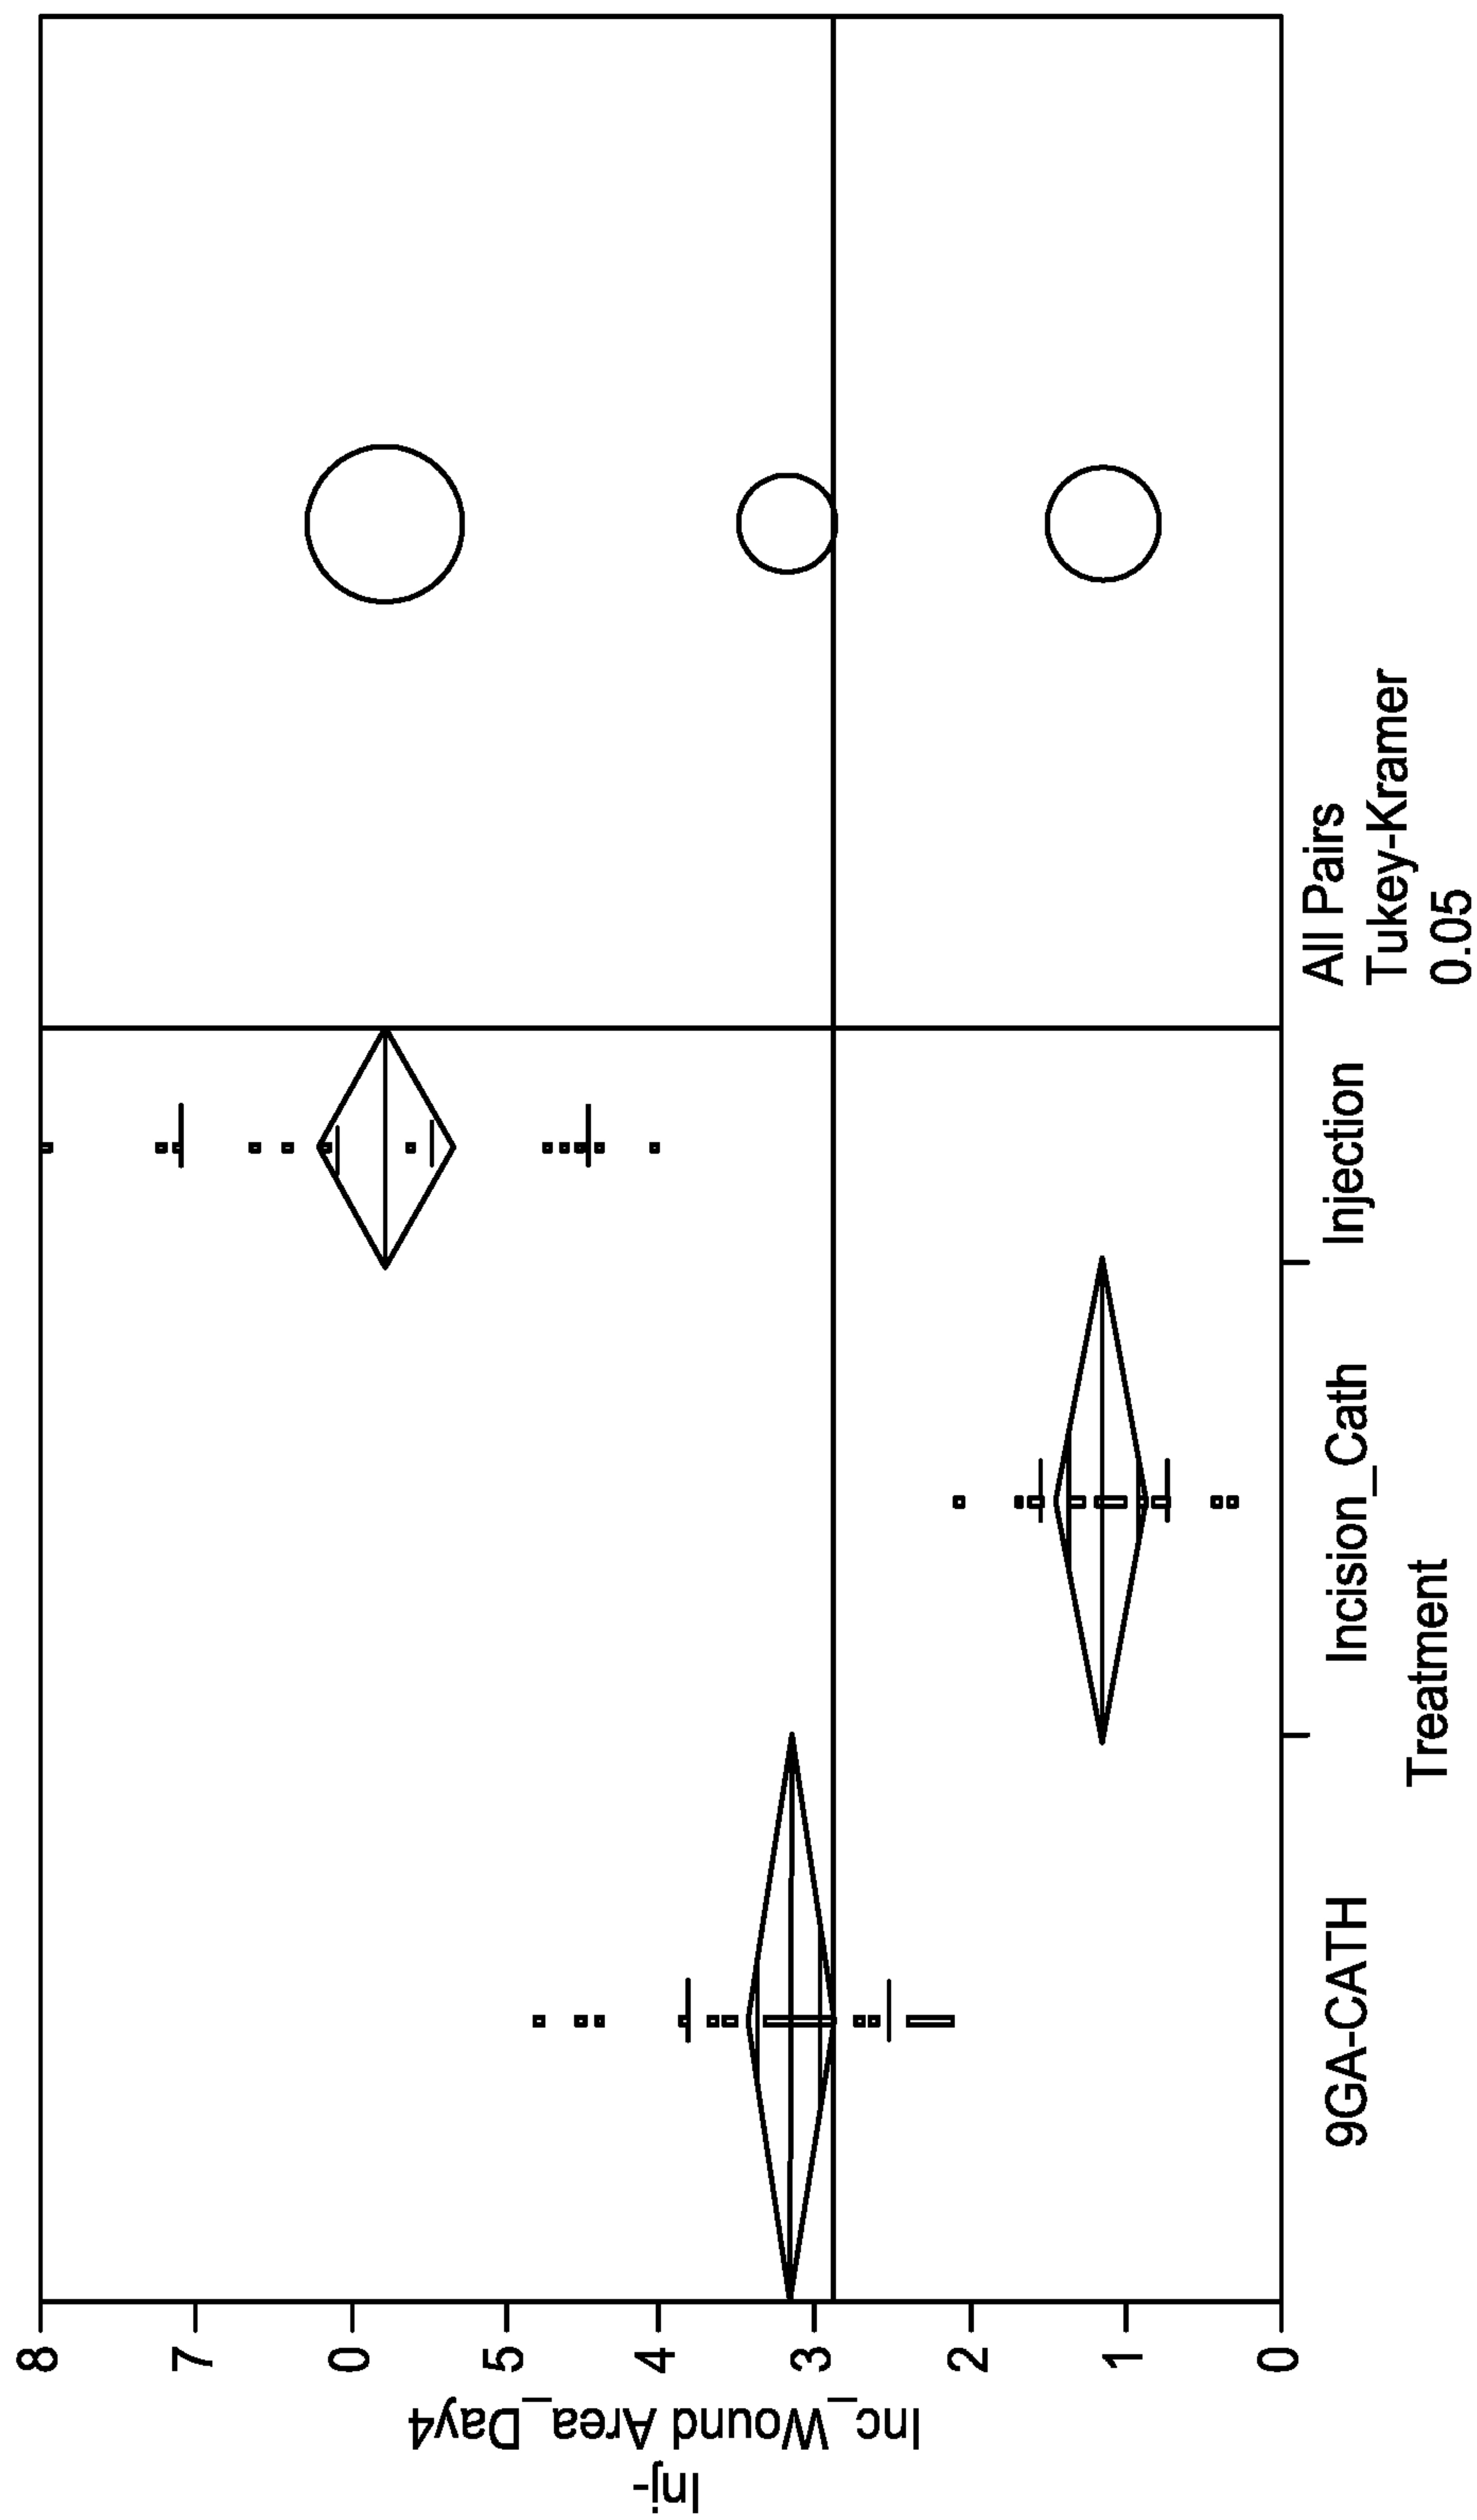 Inj-
Inc_Wound Area_Day4
8
7
0
5
4
3
2
1
0
9GA-CATH
Incision_Cath
Injection
Treatment
All Pairs
Tukey-Kramer
0.05